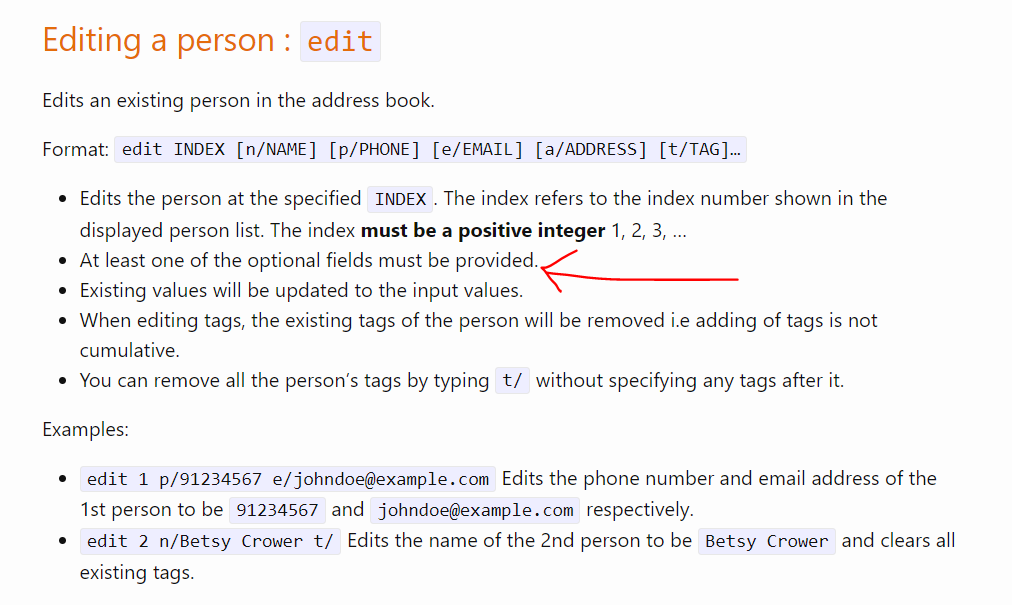 Editing a person : edit
Edits an existing person in the address book.
Format: edit INDEX [n/NAME] [p/PHONE] [e/EMAIL] [a/ADDRESS] [t/TAG]…
• Edits the person at the specified INDEX. The index refers to the index number shown in the
displayed person list. The index must be a positive integer 1, 2, 3, …
• At least one of the optional fields must be provided.
• Existing values will be updated to the input values.
• When editing tags, the existing tags of the person will be removed i.e adding of tags is not
cumulative.
• You can remove all the person’s tags by typing t/ without specifying any tags after it.
Examples:
• edit 1 p/91234567 e/johndoe@example.com Edits the phone number and email address of the
1st person to be 91234567 and johndoe@example.com respectively.
• edit 2 n/Betsy Crower t/ Edits the name of the 2nd person to be Betsy Crower and clears all
existing tags.